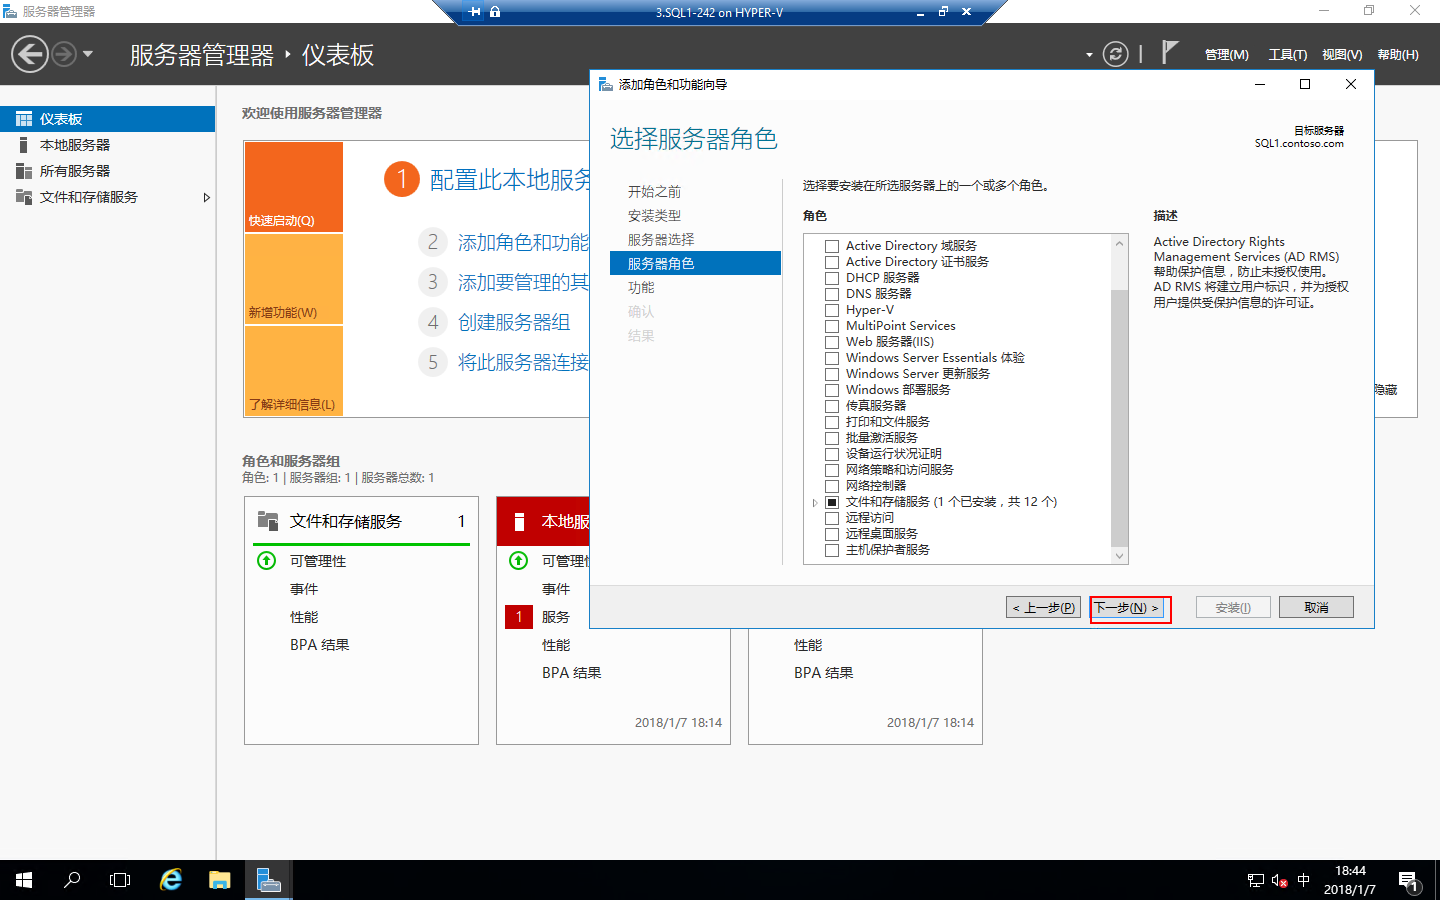 服务器管理器
3.SQL1-242 on HYPER-V
服务器管理器 ‣ 仪表板
管理(M) 工具(T) 视图(V) 帮助(H)
仪表板
本地服务器
所有服务器
文件和存储服务
欢迎使用服务器管理器
快速启动(Q)
新增功能(W)
了解详细信息(L)
1 配置此本地服务
2 添加角色和功能
3 添加要管理的其
4 创建服务器组
5 将此服务器连接
隐藏
角色和服务器组
角色: 1 | 服务器组: 1 | 服务器总数: 1
文件和存储服务 1
可管理性
事件
性能
BPA 结果
本地服
可管理性
事件
1 服务
性能
BPA 结果
2018/1/7 18:14
性能
BPA 结果
2018/1/7 18:14
添加角色和功能向导
选择服务器角色
目标服务器
SQL1.contoso.com
开始之前
安装类型
服务器选择
服务器角色
功能
确认
结果
选择要安装在所选服务器上的一个或多个角色。
角色
Active Directory 域服务
Active Directory 证书服务
DHCP 服务器
DNS 服务器
Hyper-V
MultiPoint Services
Web 服务器(IIS)
Windows Server Essentials 体验
Windows Server 更新服务
Windows 部署服务
传真服务器
打印和文件服务
批量激活服务
设备运行状况证明
网络策略和访问服务
网络控制器
文件和存储服务 (1 个已安装，共 12 个)
远程访问
远程桌面服务
主机保护者服务
描述
Active Directory Rights
Management Services (AD RMS)
帮助保护信息，防止未授权使用。
AD RMS 将建立用户标识，并为授权
用户提供受保护信息的许可证。
< 上一步(P) 下一步(N) > 安装(I) 取消
中
18:44
2018/1/7
1